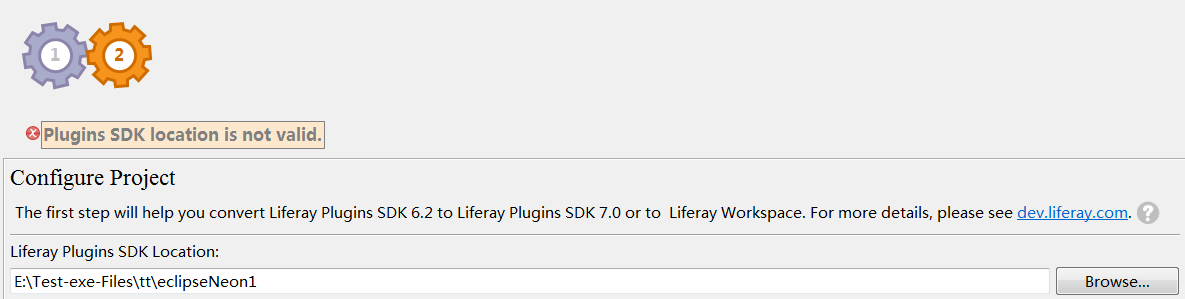 1 2
Plugins SDK location is not valid.
Configure Project
The first step will help you convert Liferay Plugins SDK 6.2 to Liferay Plugins SDK 7.0 or to  Liferay Workspace. For more details, please see dev.liferay.com. ?
Liferay Plugins SDK Location:
E:\Test-exe-Files\tt\eclipseNeon1 Browse...